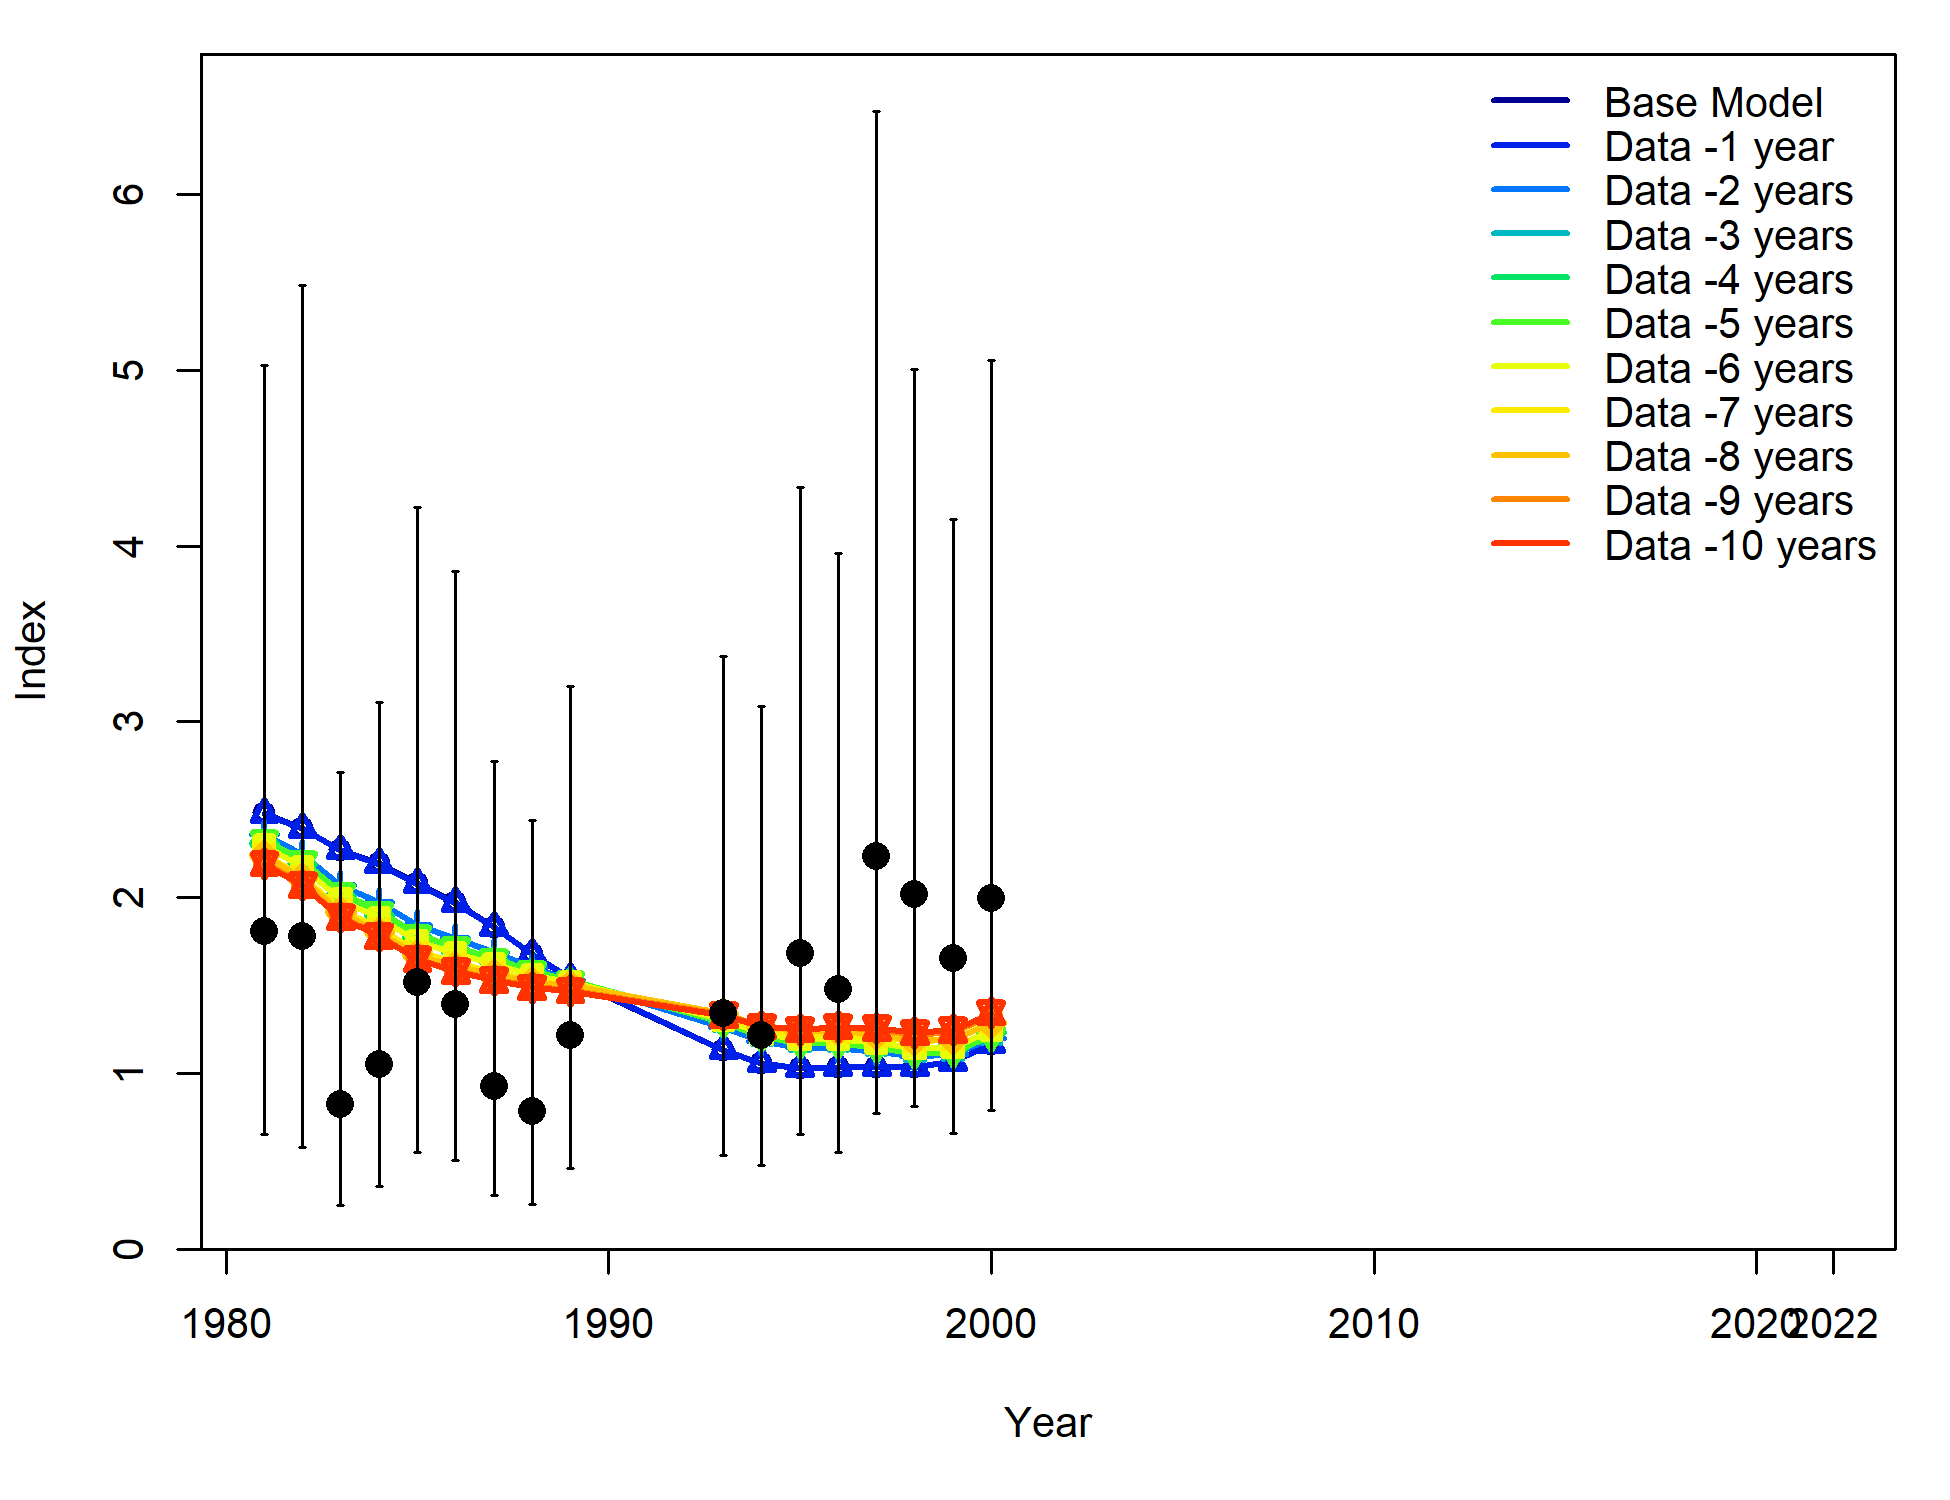 Base Model
Data -1 year
Data -2 years
Data -3 years
Data -4 years
Data -5 years
Data -6 years
Data -7 years
Data -8 years
Data -9 years
Data -10 years
6
5
4
3
2
1
0
Index
1980 1990 2000 2010 2020 2022
Year